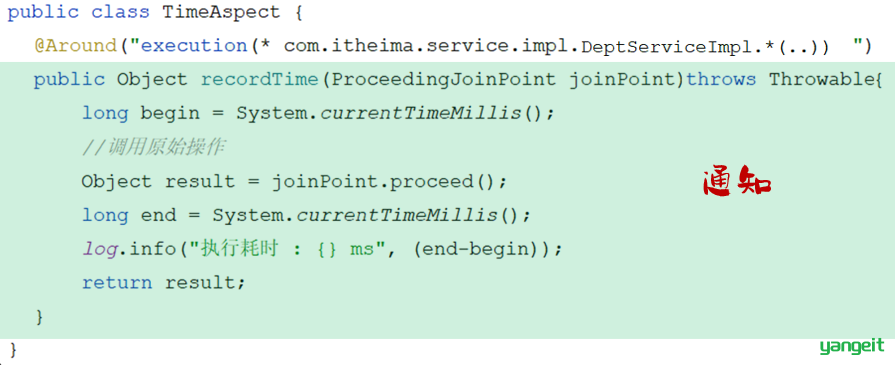 public class TimeAspect {
@Around("execution(* com.itheima.service.impl.DeptServiceImpl.*(..)) ")
public Object recordTime(ProceedingJoinPoint joinPoint)throws Throwable{
long begin = System.currentTimeMillis();
//调用原始操作
Object result = joinPoint.proceed();
通知
long end = System.currentTimeMillis();
log.info("执行耗时 : {} ms", (end-begin));
return result;
}
}
yangeit